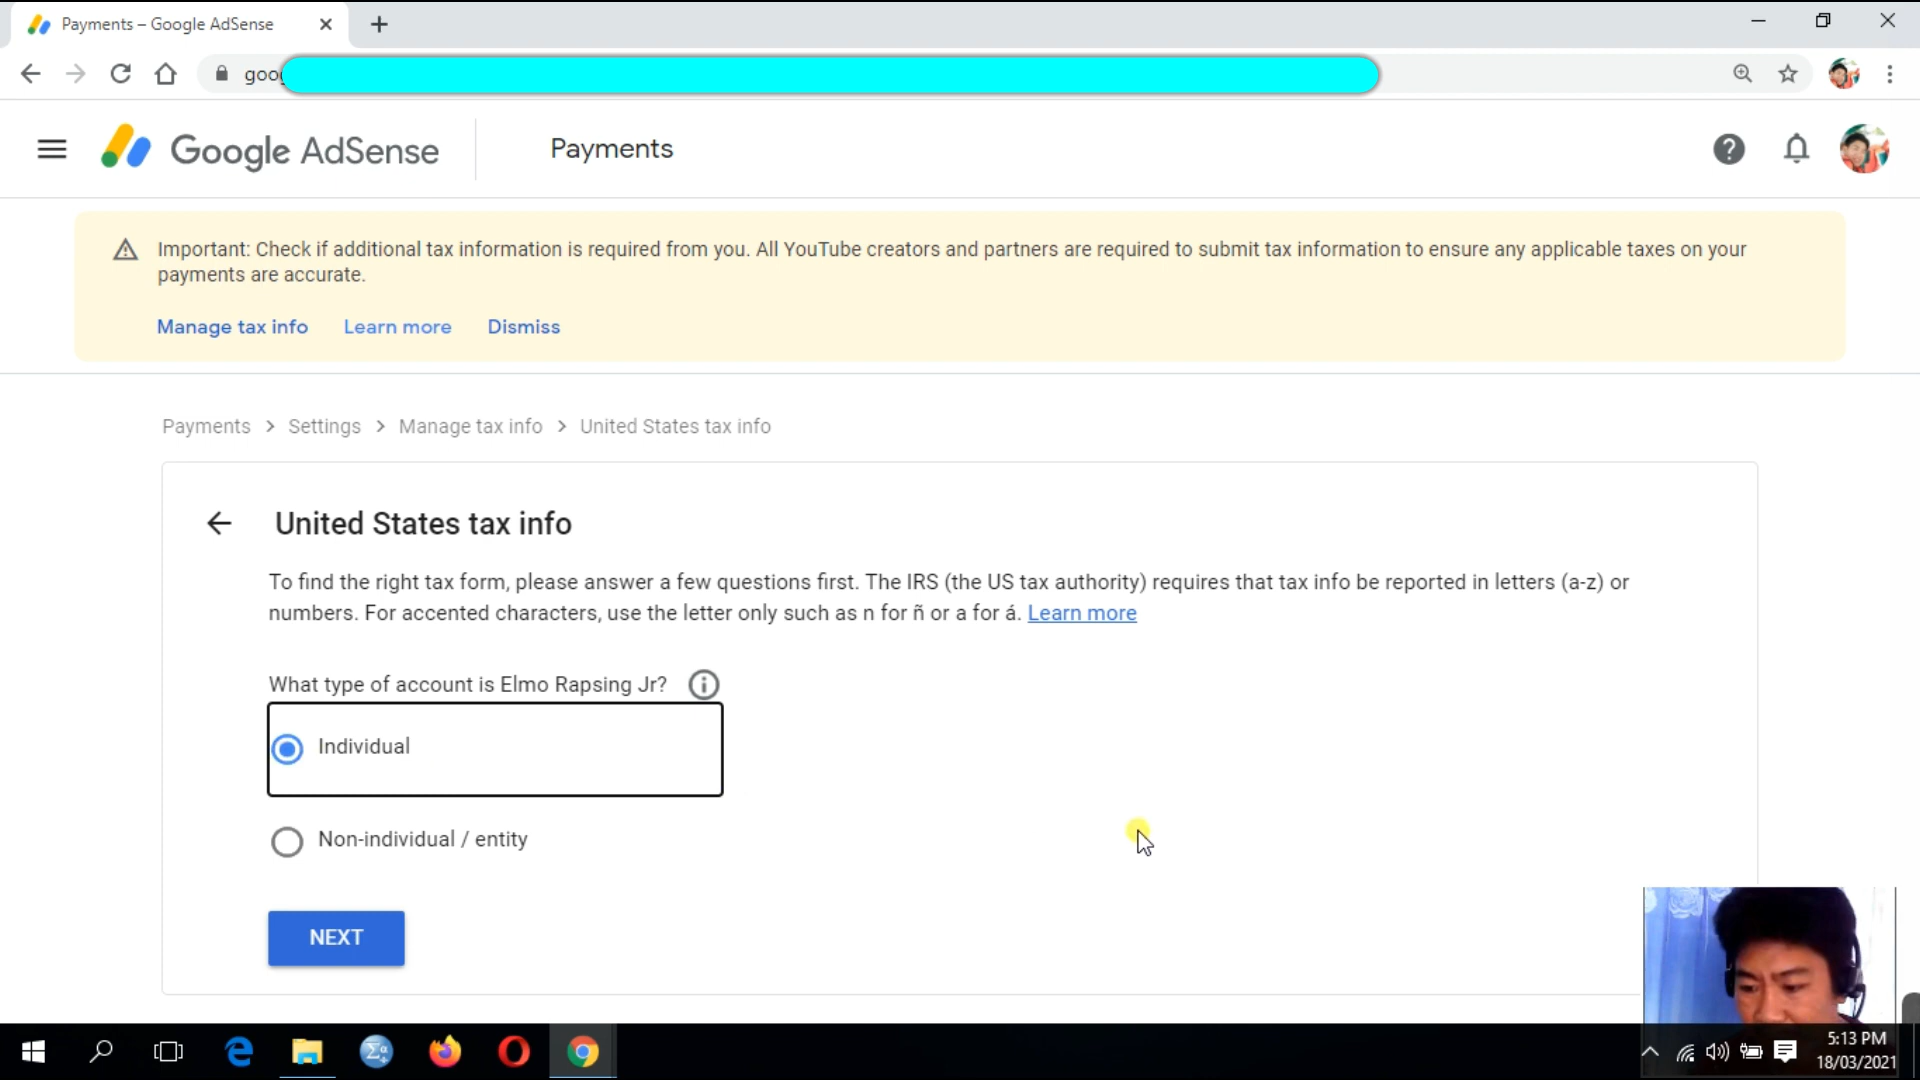 Payments – Google AdSense
goo
Google AdSense
Payments
Important: Check if additional tax information is required from you. All YouTube creators and partners are required to submit tax information to ensure any applicable taxes on your
payments are accurate.
Manage tax info Learn more Dismiss
Payments > Settings > Manage tax info > United States tax info
United States tax info
To find the right tax form, please answer a few questions first. The IRS (the US tax authority) requires that tax info be reported in letters (a-z) or
numbers. For accented characters, use the letter only such as n for ñ or a for á. Learn more
What type of account is Elmo Rapsing Jr?
Individual
Non-individual / entity
NEXT
5:13 PM
18/03/2021